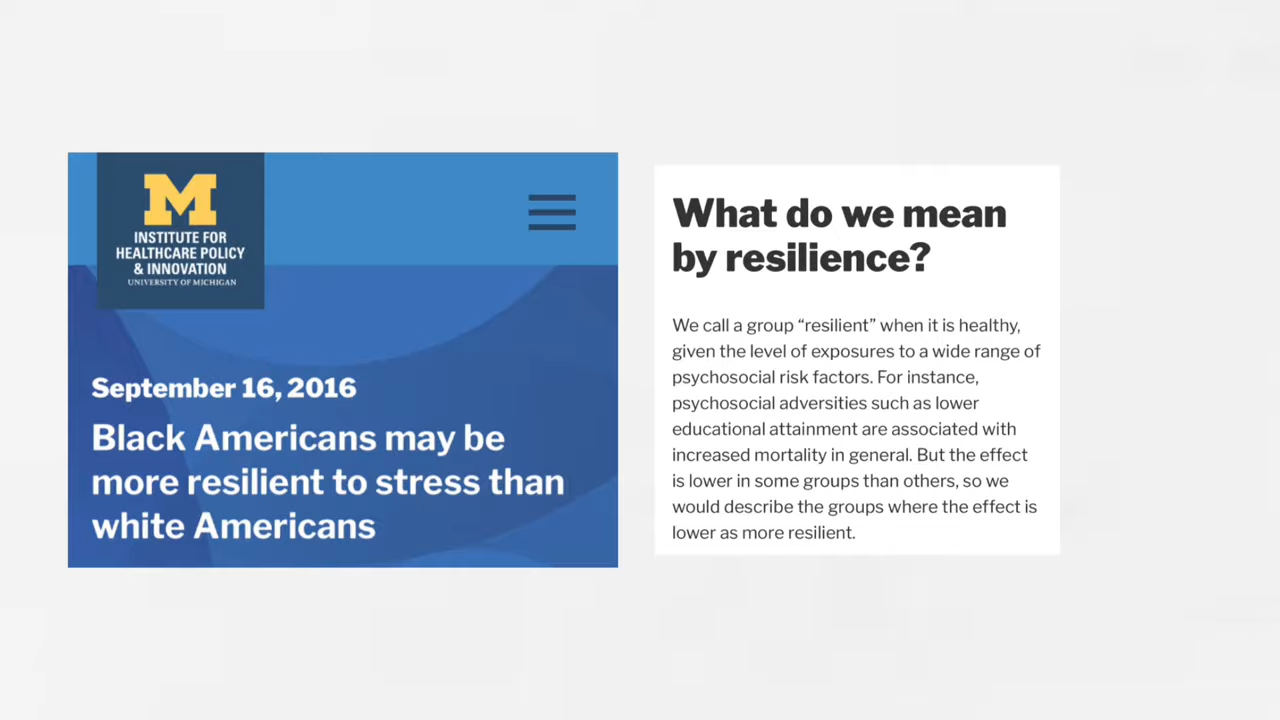 M
INSTITUTE FOR
HEALTHCARE POLICY
& INNOVATION
UNIVERSITY OF MICHIGAN
September 16, 2016
Black Americans may be
more resilient to stress than
white Americans
What do we mean
by resilience?
We call a group “resilient” when it is healthy,
given the level of exposures to a wide range of
psychosocial risk factors. For instance,
psychosocial adversities such as lower
educational attainment are associated with
increased mortality in general. But the effect
is lower in some groups than others, so we
would describe the groups where the effect is
lower as more resilient.